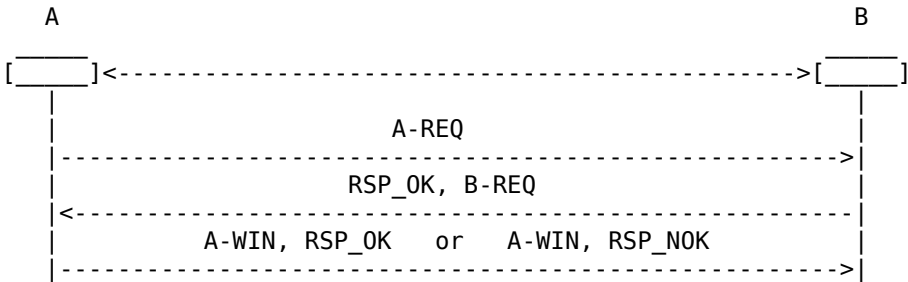 A B
A-REQ
RSP_OK, B-REQ
A-WIN, RSP_OK or A-WIN, RSP_NOK